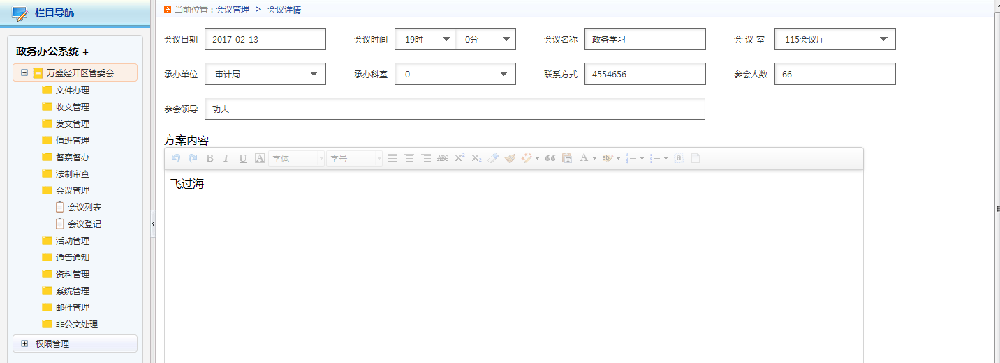 栏目导航
政务办公系统 +
万盛经开区管委会
文件办理
收文管理
发文管理
值班管理
督察督办
法制审查
会议管理
会议列表
会议登记
活动管理
通告通知
资料管理
系统管理
邮件管理
非公文处理
权限管理
当前位置：会议管理 > 会议详情
会议日期 2017-02-13 会议时间 19时 0分 会议名称 政务学习 会 议 室 115会议厅
承办单位 审计局 承办科室 0 联系方式 4554656 参会人数 66
参会领导 功夫
方案内容
B I U A 字体 字号 ABC X² X₂ A ab a
飞过海